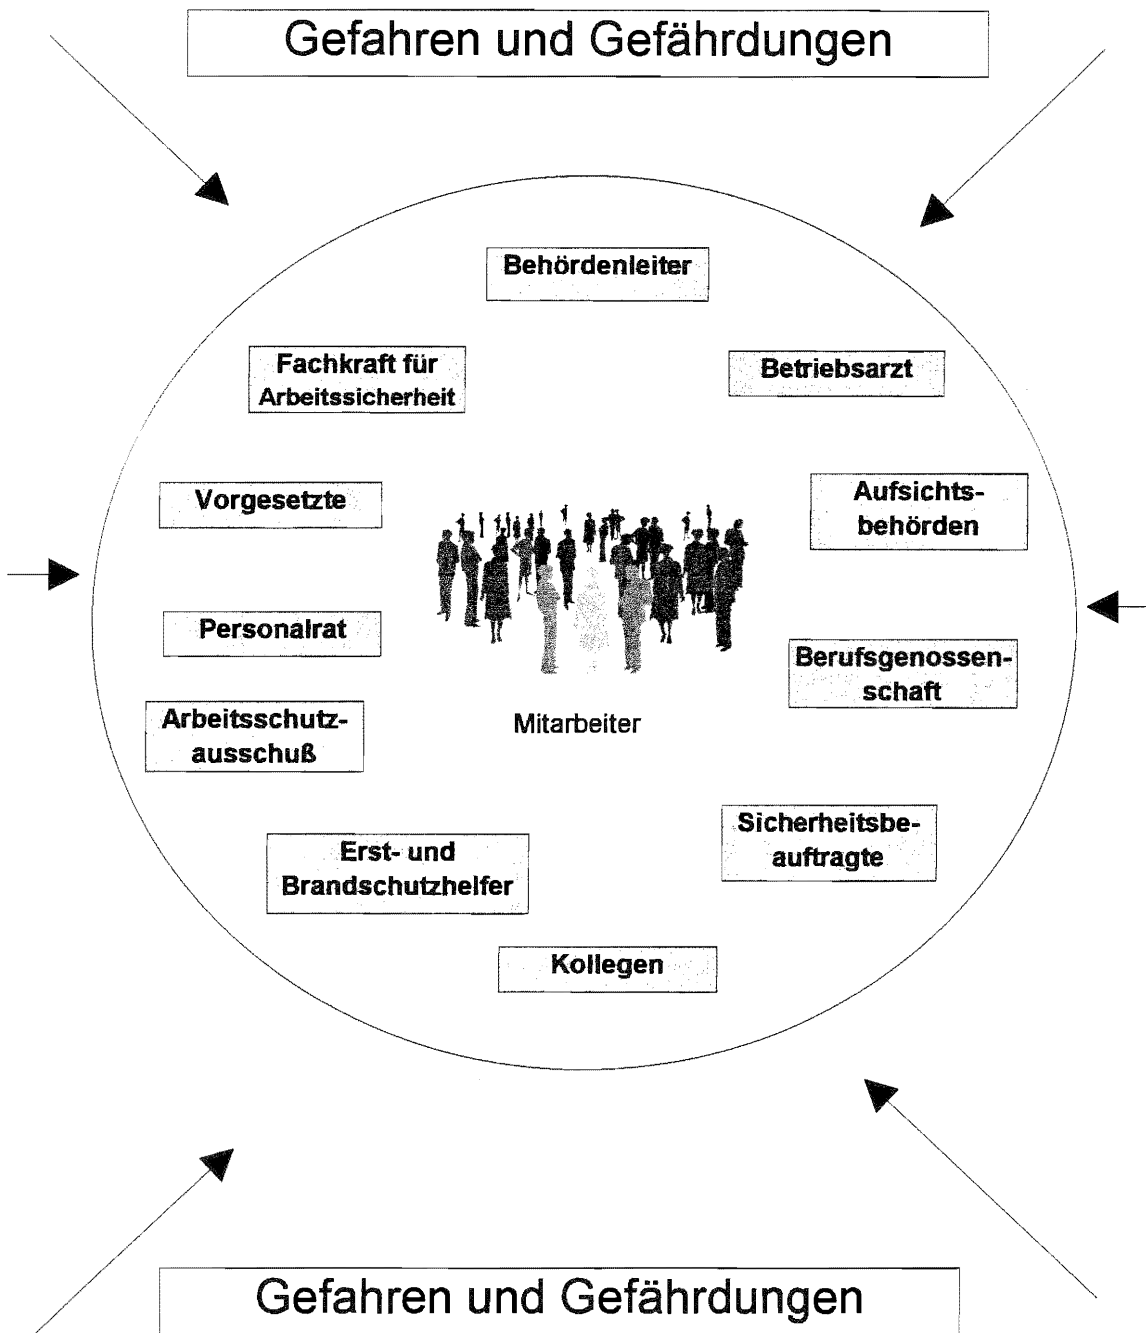 Gefahren und Gefährdungen
Behördenleiter
Fachkraft für
Arbeitssicherheit
Betriebsarzt
Vorgesetzte
Aufsichts-
behörden
Personalrat
Berufsgenossen-
schaft
Arbeitsschutz-
ausschuß
Mitarbeiter
Sicherheitsbe-
auftragte
Erst- und
Brandschutzhelfer
Kollegen
Gefahren und Gefährdungen